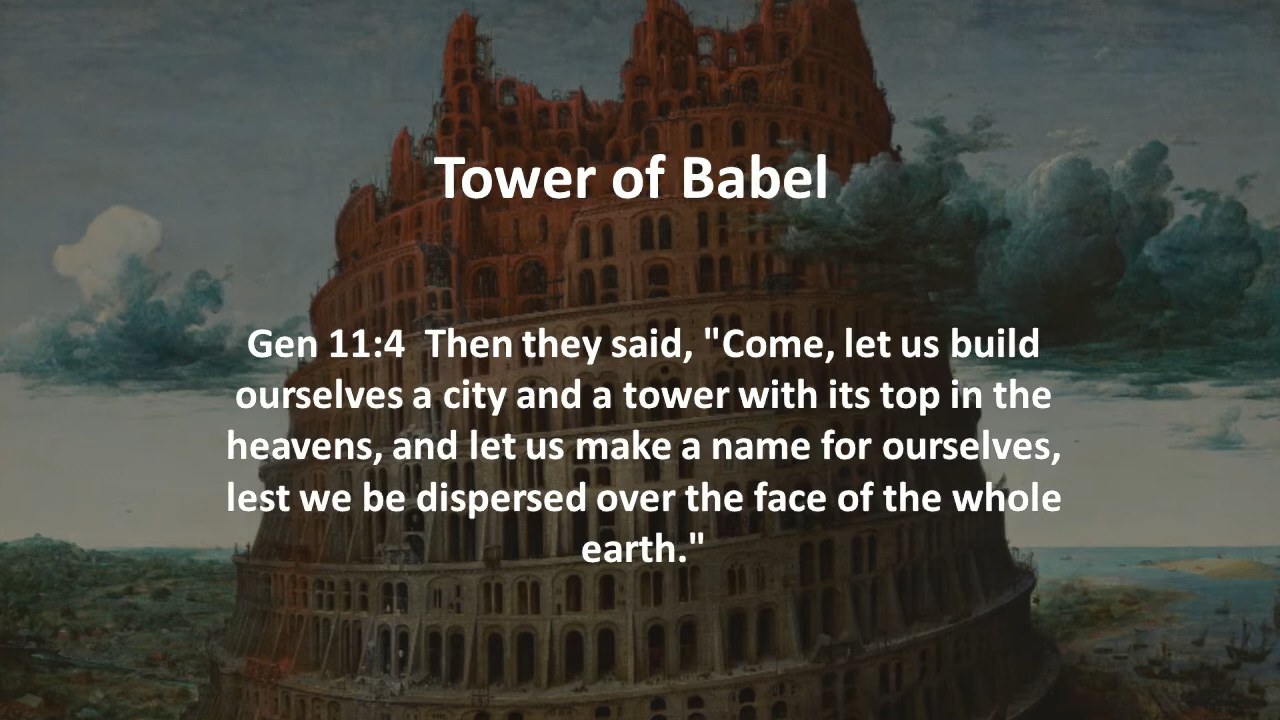 Tower of Babel
Gen 11:4  Then they said, "Come, let us build
ourselves a city and a tower with its top in the
heavens, and let us make a name for ourselves,
lest we be dispersed over the face of the whole
earth."